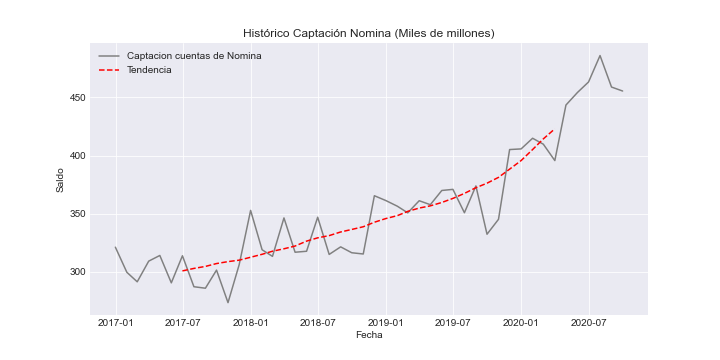 Histórico Captación Nomina (Miles de millones)
Captacion cuentas de Nomina
Tendencia
Saldo
450
400
350
300
2017-01 2017-07 2018-01 2018-07 2019-01 2019-07 2020-01 2020-07
Fecha